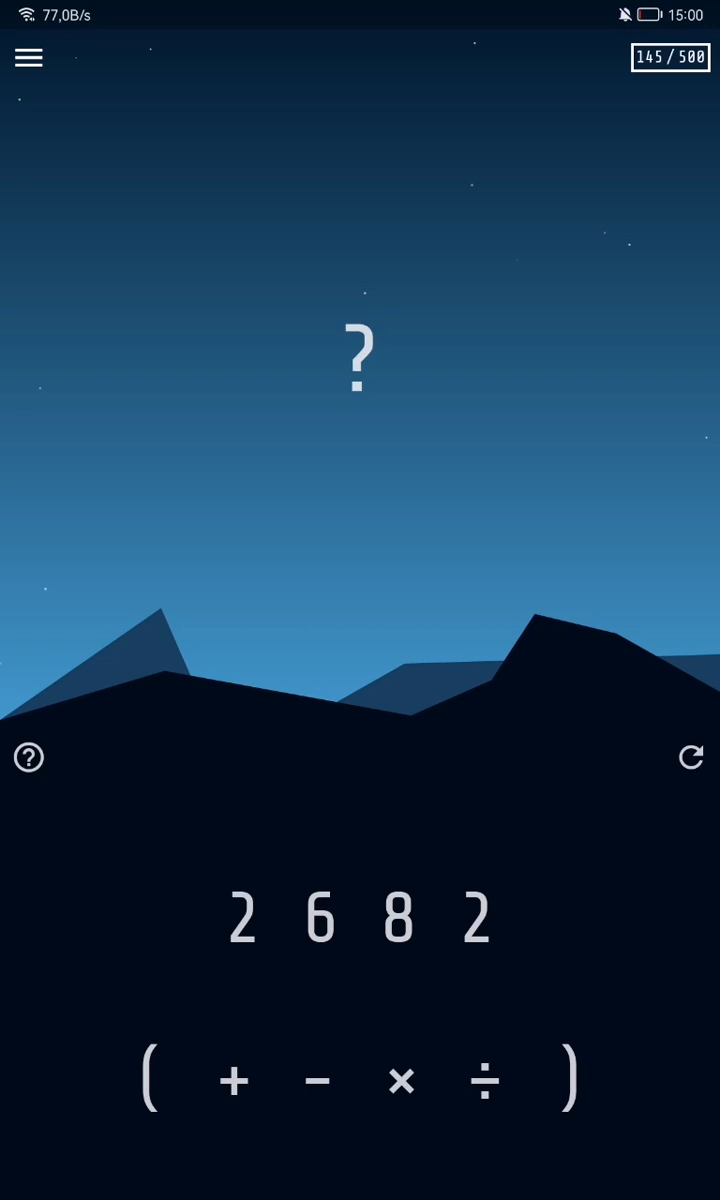 77,0B/s 15:00
145/500
?
?
2 6 8 2
( + - × ÷ )